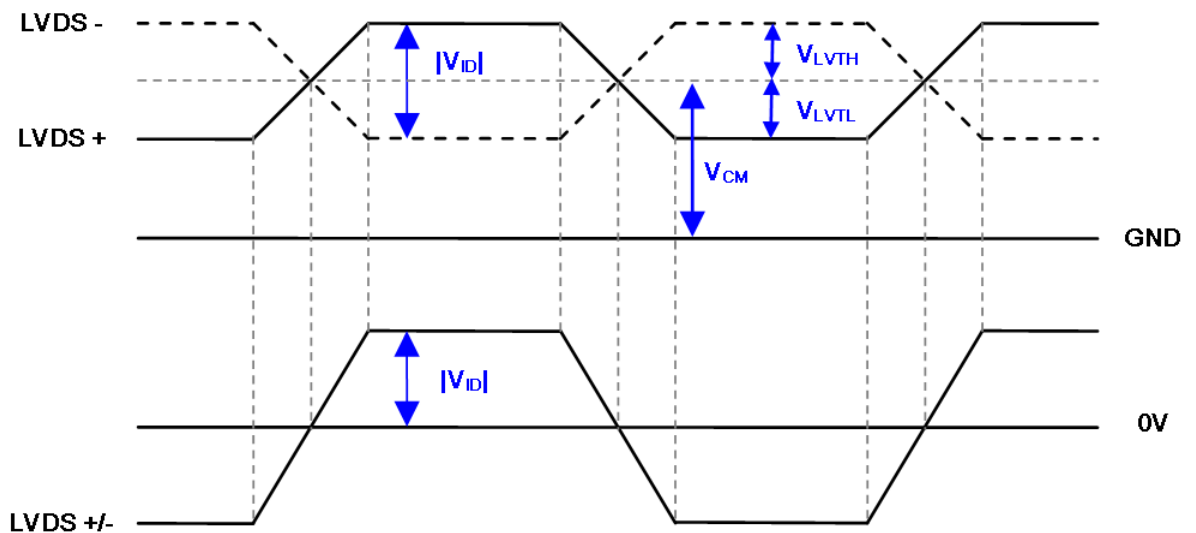 LVDS -
|VID|
VLVTH
VLVTL
LVDS +
VCM
GND
|VID|
0V
LVDS +/-